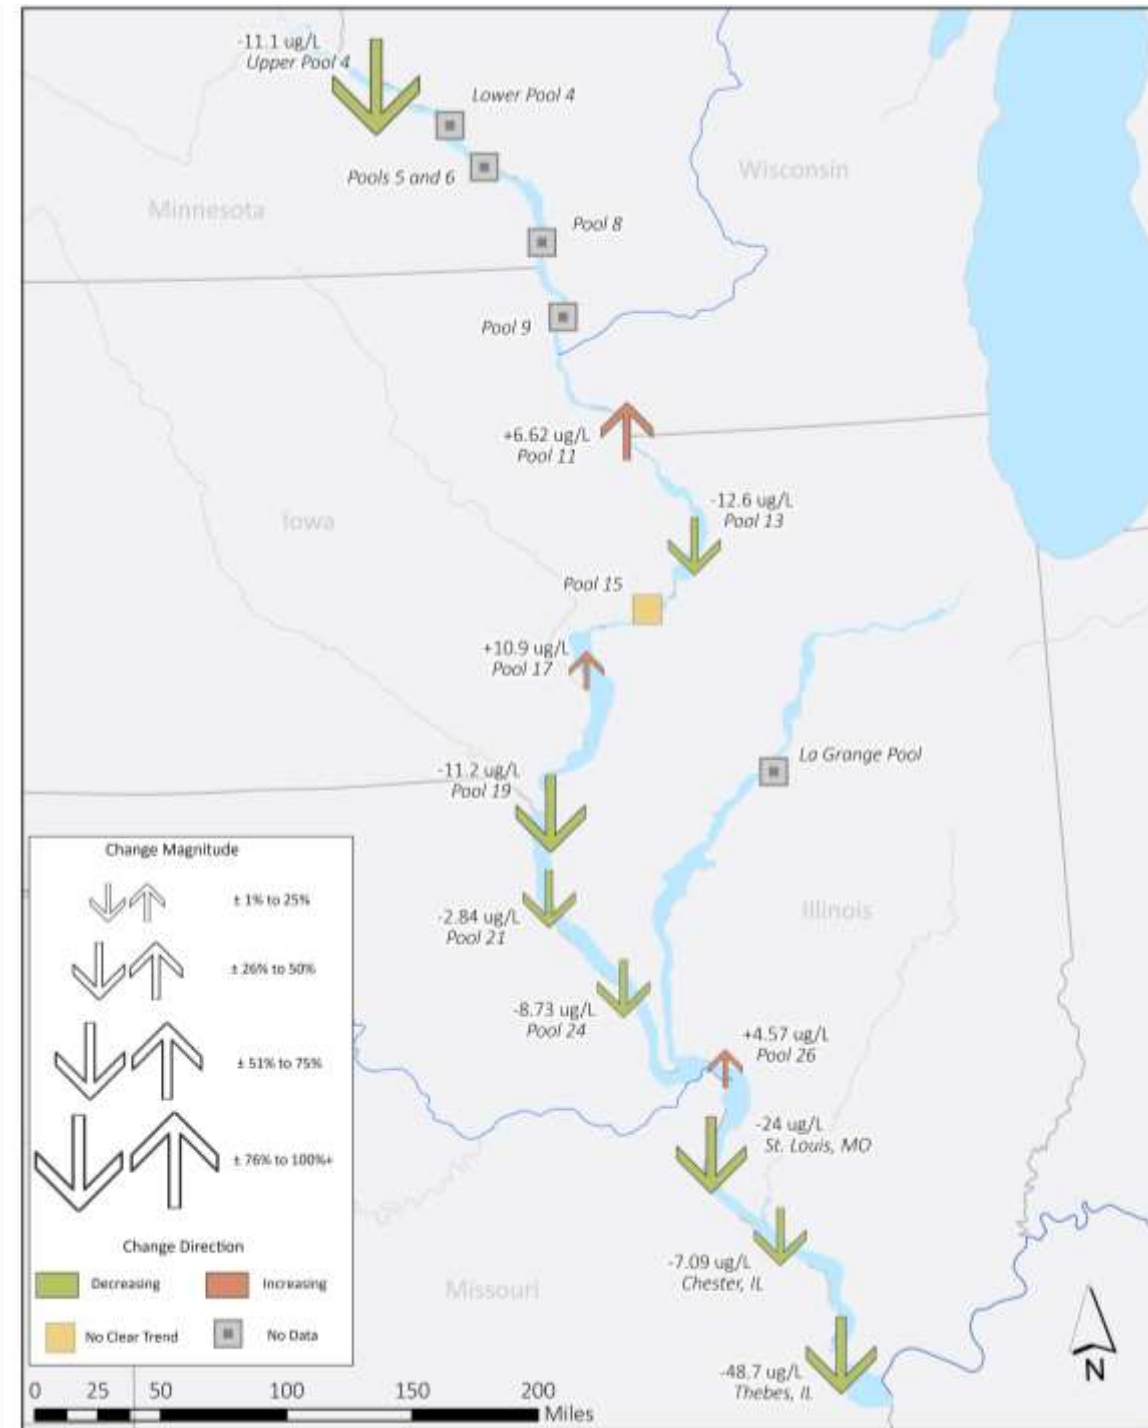 -11.1 ug/L
Upper Pool 4
Lower Pool 4
Pools 5 and 6
Wisconsin
Minnesota
Pool 8
Pool 9
+6.62 ug/L
Pool 11
-12.6 ug/L
Pool 13
Iowa
Pool 15
+10.9 ug/L
Pool 17
La Grange Pool
-11.2 ug/L
Pool 19
-2.84 ug/L
Pool 21
Illinois
-8.73 ug/L
Pool 24
+4.57 ug/L
Pool 26
-24 ug/L
St. Louis, MO
-7.09 ug/L
Chester, IL
Missouri
-48.7 ug/L
Thebes, IL
Change Magnitude
± 1% to 25%
± 26% to 50%
± 51% to 75%
± 76% to 100%+
Change Direction
Decreasing
Increasing
No Clear Trend
No Data
N
0 25 50 100 150 200
Miles